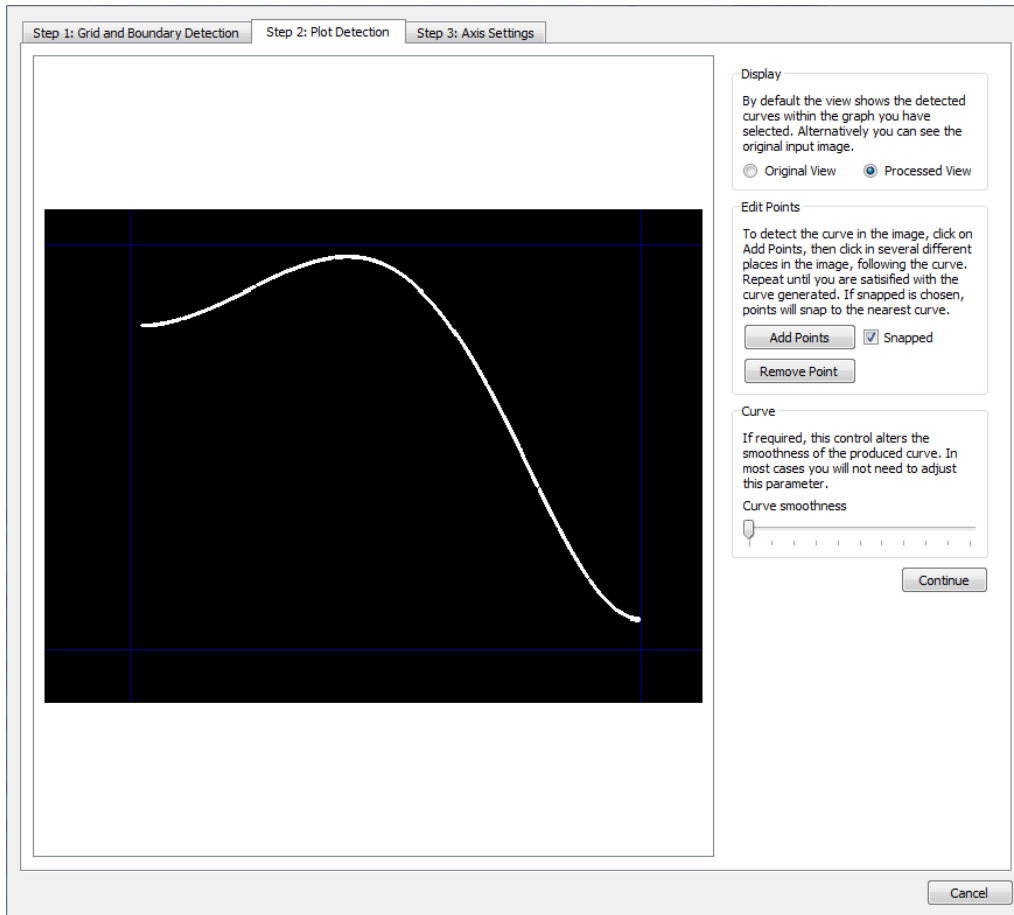 Step 1: Grid and Boundary Detection
Step 2: Plot Detection
Step 3: Axis Settings
Display
By default the view shows the detected
curves within the graph you have
selected. Alternatively you can see the
original input image.
Original View
Processed View
Edit Points
To detect the curve in the image, click on
Add Points, then click in several different
places in the image, following the curve.
Repeat until you are satisified with the
curve generated. If snapped is chosen,
points will snap to the nearest curve.
Add Points
Snapped
Remove Point
Curve
If required, this control alters the
smoothness of the produced curve. In
most cases you will not need to adjust
this parameter.
Curve smoothness
Continue
Cancel